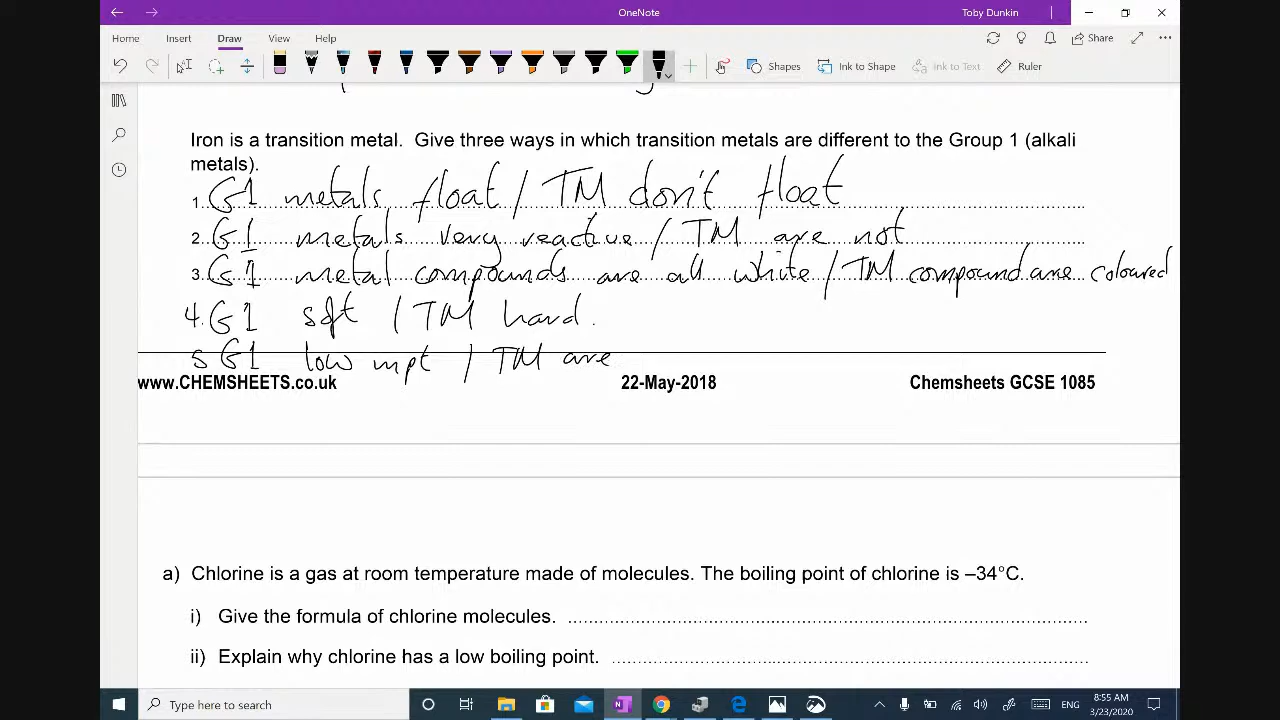 OneNote
Toby Dunkin
Home Insert Draw View Help
Share
Shapes Ink to Shape Ink to Text Ruler
Iron is a transition metal. Give three ways in which transition metals are different to the Group 1 (alkali
metals).
1. G1 metals float / TM don't float
2. G1 metals very reactive / TM are not
3. G1 metal compounds are all white / TM compound are coloured
4. G1 soft / TM hard.
5 G1 low mpt / TM are
www.CHEMSHEETS.co.uk 22-May-2018 Chemsheets GCSE 1085
a) Chlorine is a gas at room temperature made of molecules. The boiling point of chlorine is –34°C.
i) Give the formula of chlorine molecules.
ii) Explain why chlorine has a low boiling point.
Type here to search
ENG
8:55 AM
3/23/2020